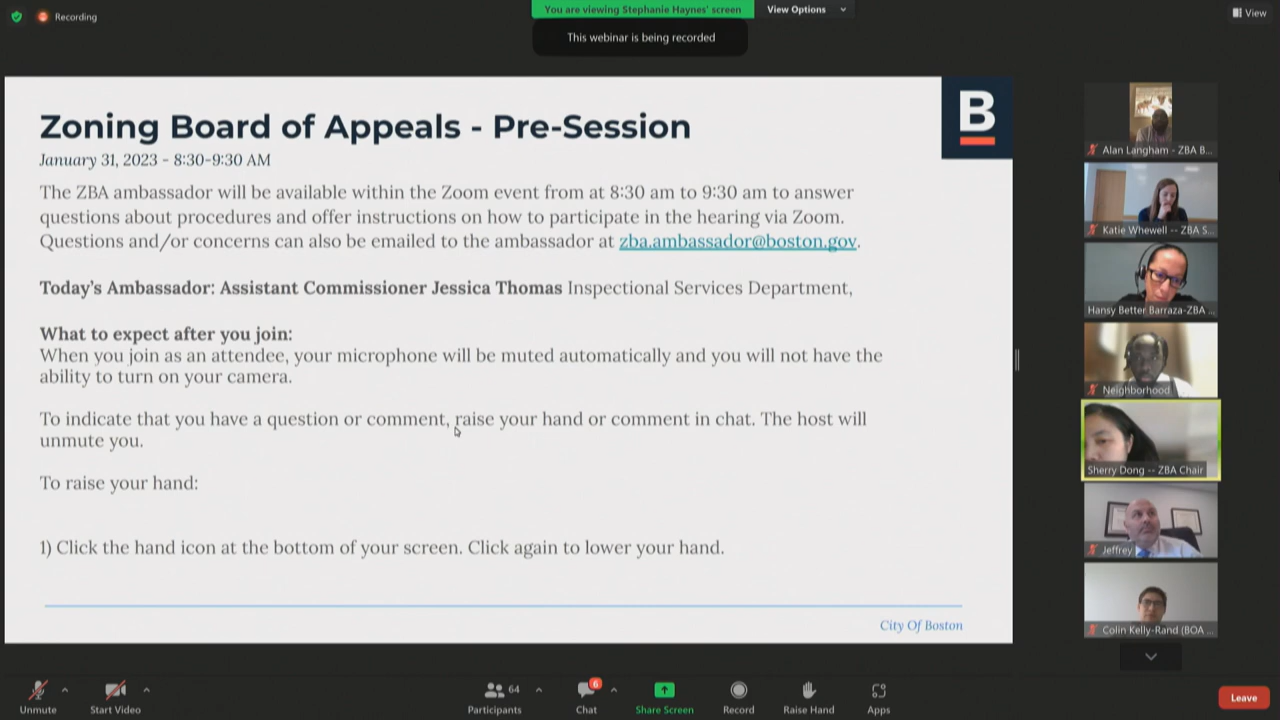 Recording
You are viewing Stephanie Haynes' screen
View Options
View
This webinar is being recorded
B
Zoning Board of Appeals - Pre-Session
January 31, 2023 - 8:30-9:30 AM
The ZBA ambassador will be available within the Zoom event from at 8:30 am to 9:30 am to answer
questions about procedures and offer instructions on how to participate in the hearing via Zoom.
Questions and/or concerns can also be emailed to the ambassador at zba.ambassador@boston.gov.
Today's Ambassador: Assistant Commissioner Jessica Thomas Inspectional Services Department,
What to expect after you join:
When you join as an attendee, your microphone will be muted automatically and you will not have the
ability to turn on your camera.
To indicate that you have a question or comment, raise your hand or comment in chat. The host will
unmute you.
To raise your hand:
1) Click the hand icon at the bottom of your screen. Click again to lower your hand.
City Of Boston
Alan Langham - ZBA B...
Katie Whewell -- ZBA S...
Hansy Better Barraza-ZBA ...
Neighborhood
Sherry Dong -- ZBA Chair
Jeffrey
Colin Kelly-Rand (BOA ...
Unmute
Start Video
64
Participants
6
Chat
Share Screen
Record
Raise Hand
Apps
Leave